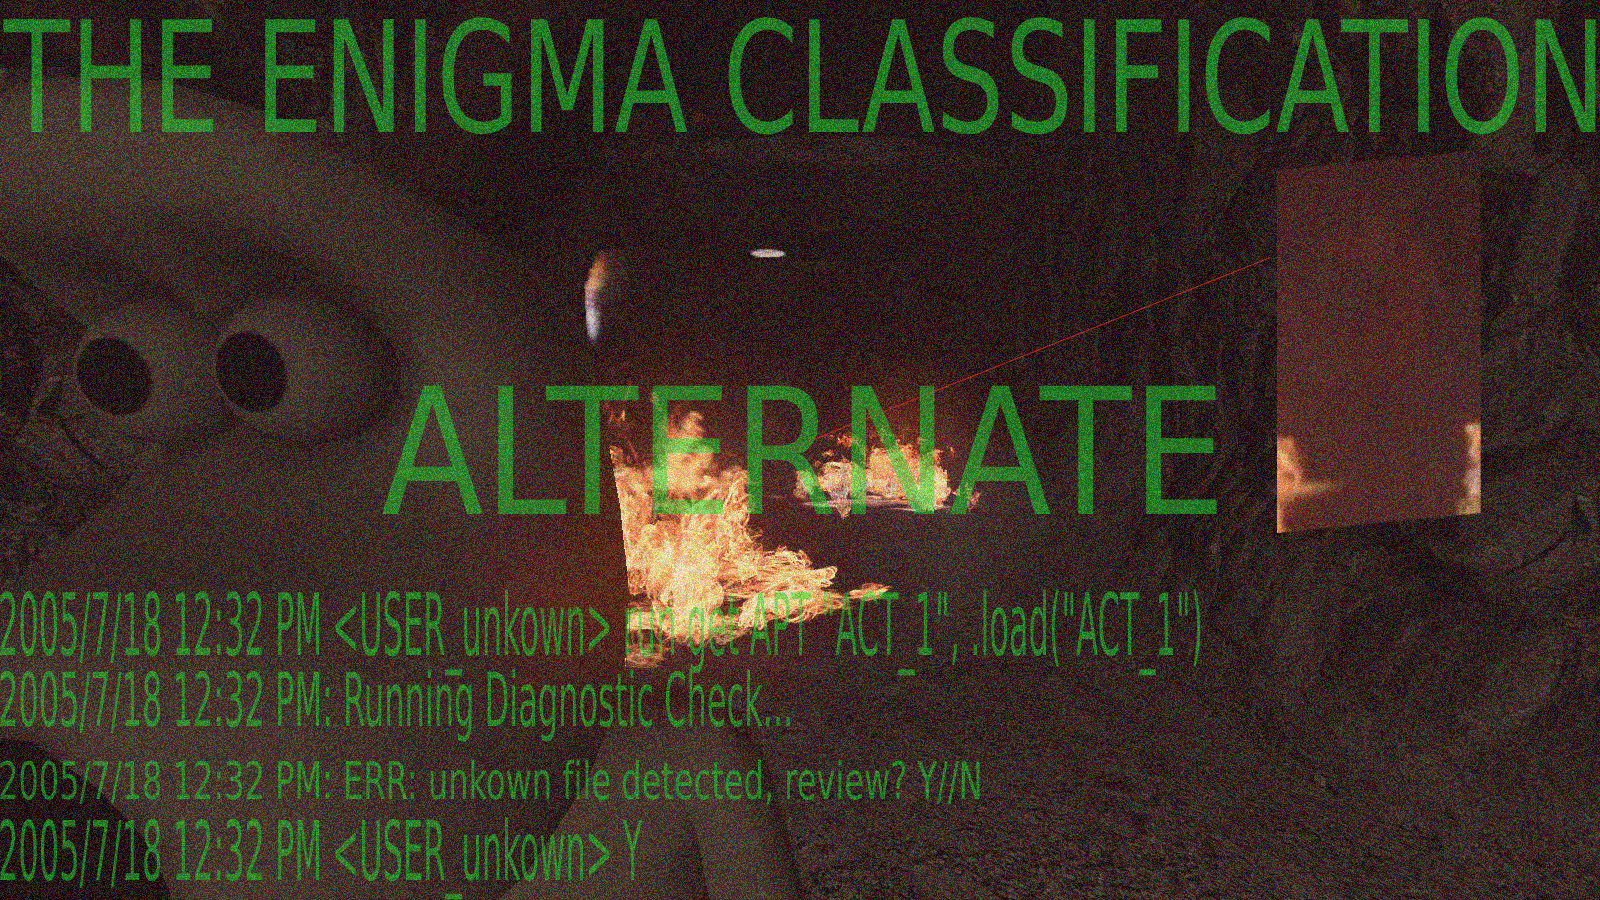 THE ENIGMA CLASSIFICATION
ALTERNATE
2005/7/18 12:32 PM <USER_unkown> run get APT "ACT_1", .load("ACT_1")
2005/7/18 12:32 PM: Running Diagnostic Check...
2005/7/18 12:32 PM: ERR: unkown file detected, review? Y//N
2005/7/18 12:32 PM <USER_unkown> Y